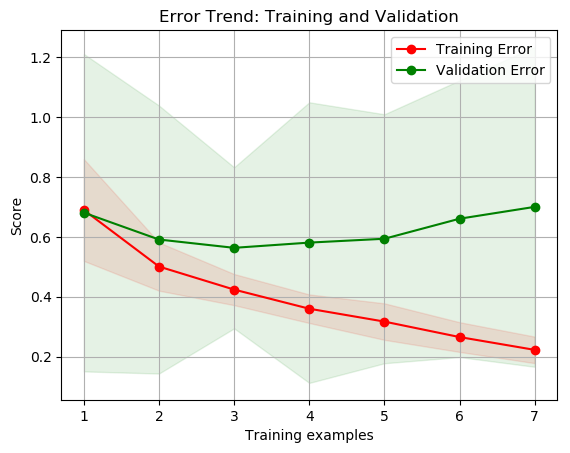 Error Trend: Training and Validation
Training Error
Validation Error
Score
1.2
1.0
0.8
0.6
0.4
0.2
1 2 3 4 5 6 7
Training examples